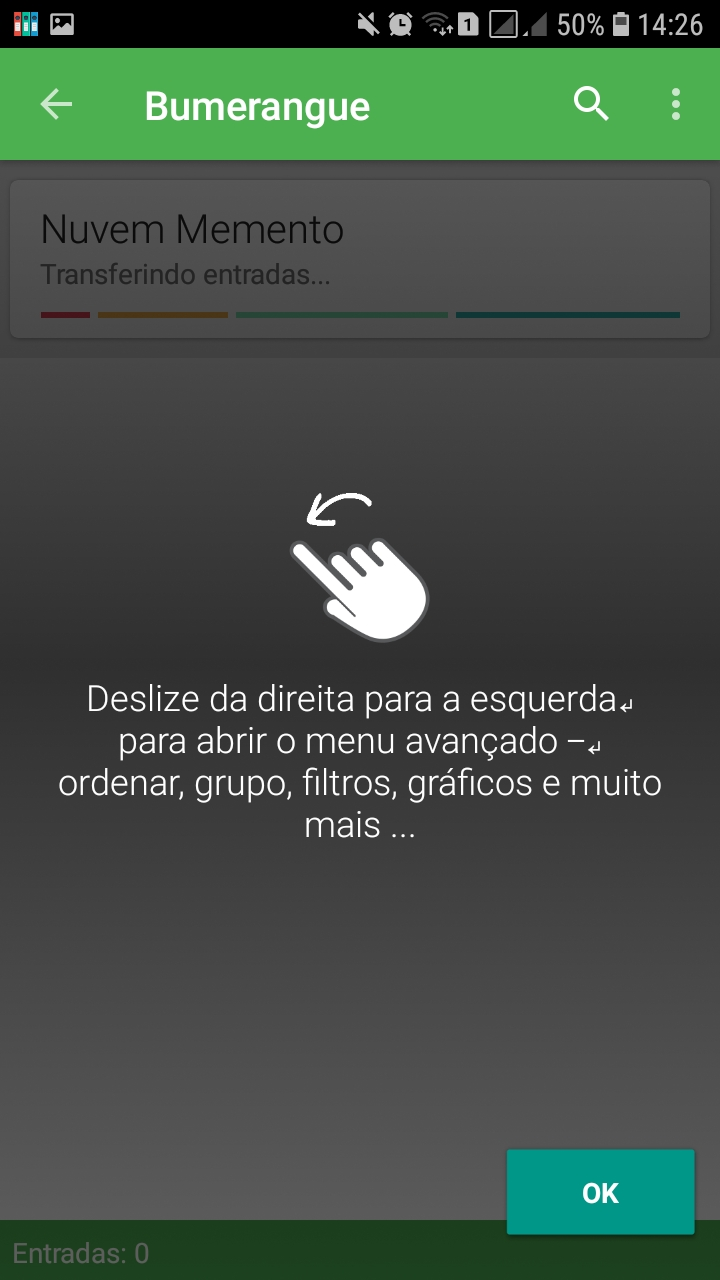 1 50% 14:26
Bumerangue
Nuvem Memento
Transferindo entradas...
Deslize da direita para a esquerda↵
para abrir o menu avançado –↵
ordenar, grupo, filtros, gráficos e muito
mais ...
OK
Entradas: 0